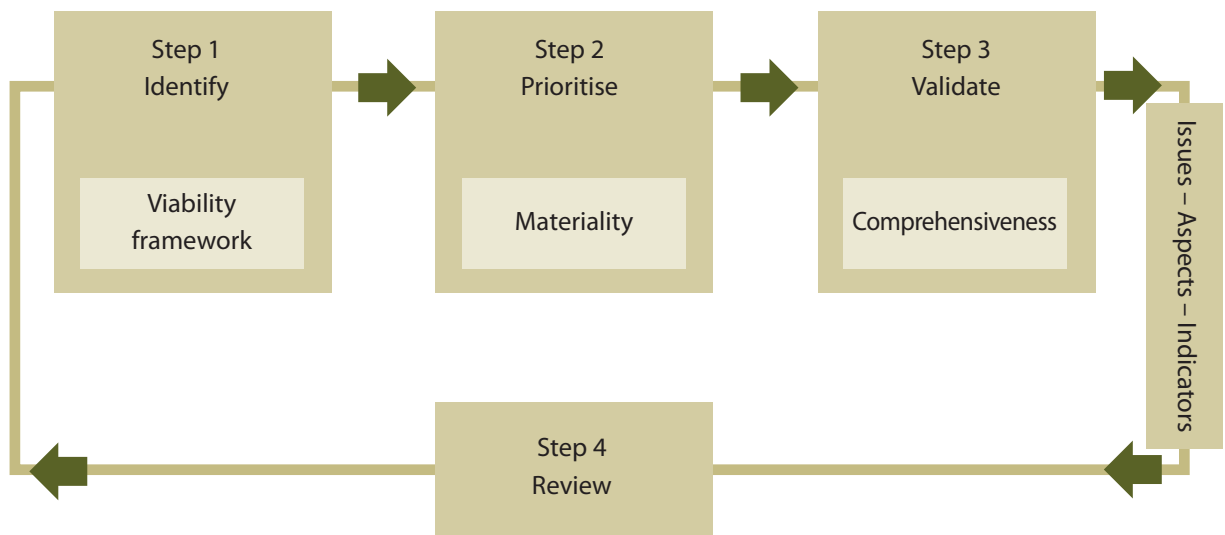 Step 1
Identify
Viability
framework
Step 2
Prioritise
Materiality
Step 3
Validate
Comprehensiveness
Issues – Aspects – Indicators
Step 4
Review